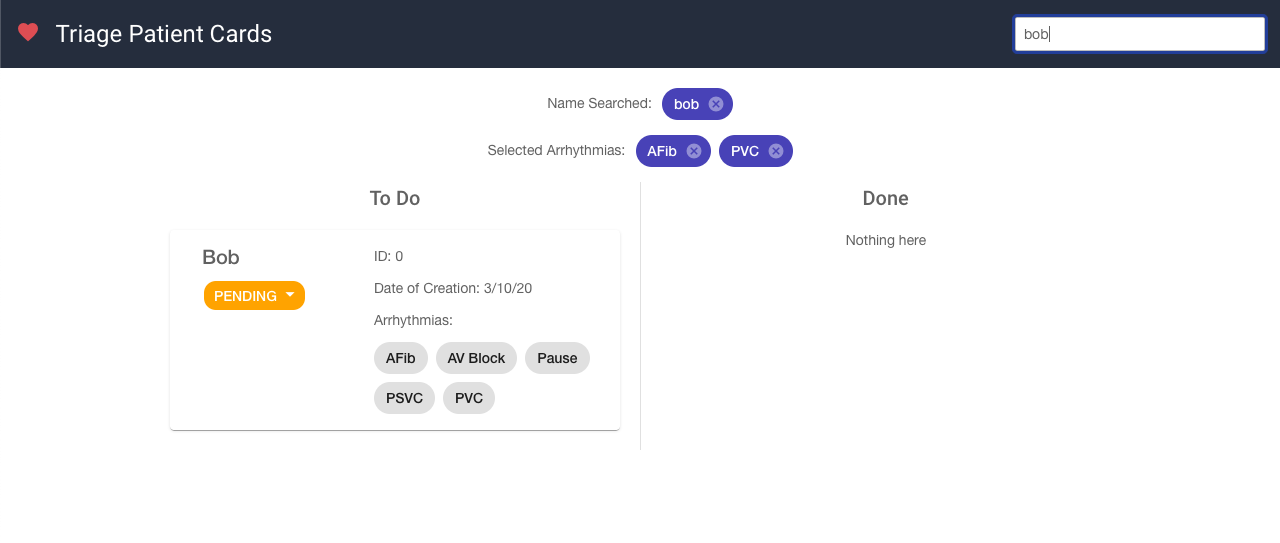 Triage Patient Cards
bob
Name Searched: bob
Selected Arrhythmias: AFib PVC
To Do
Bob
PENDING
ID: 0
Date of Creation: 3/10/20
Arrhythmias:
AFib AV Block Pause
PSVC PVC
Done
Nothing here